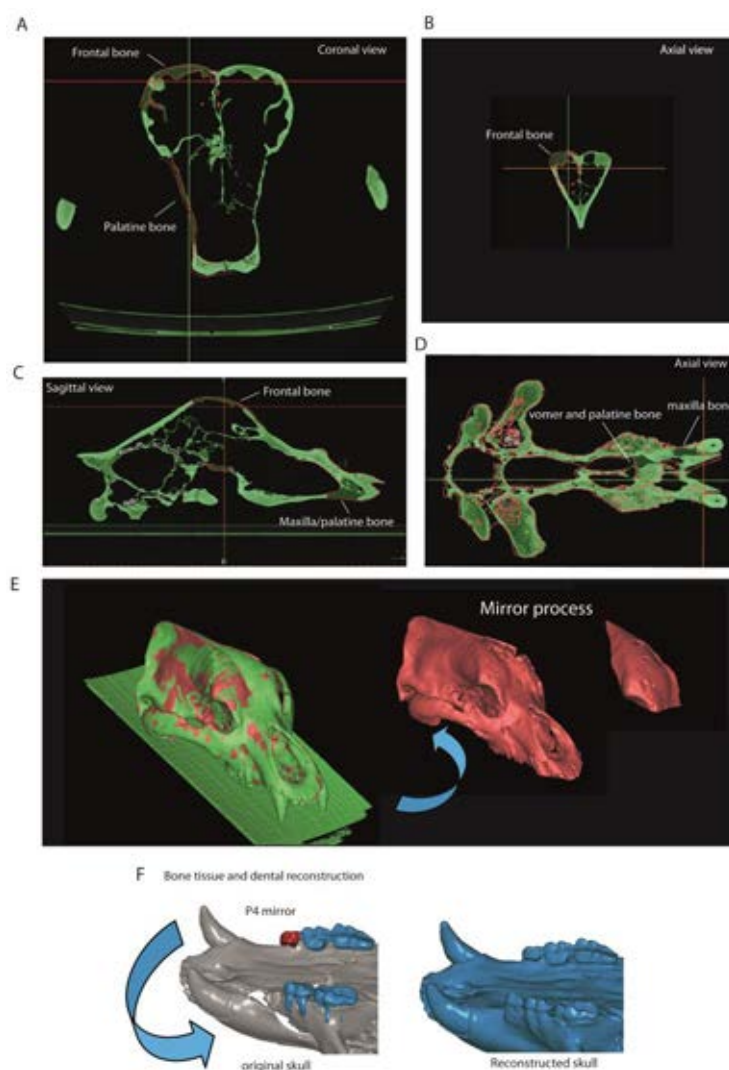 A
Frontal bone
Coronal view
Palatine bone
B
Axial view
Frontal bone
C
Sagittal view
Frontal bone
Maxilla/palatine bone
D
Axial view
vomer and palatine bone
maxilla bone
E
Mirror process
F
Bone tissue and dental reconstruction
P4 mirror
original skull
Reconstructed skull